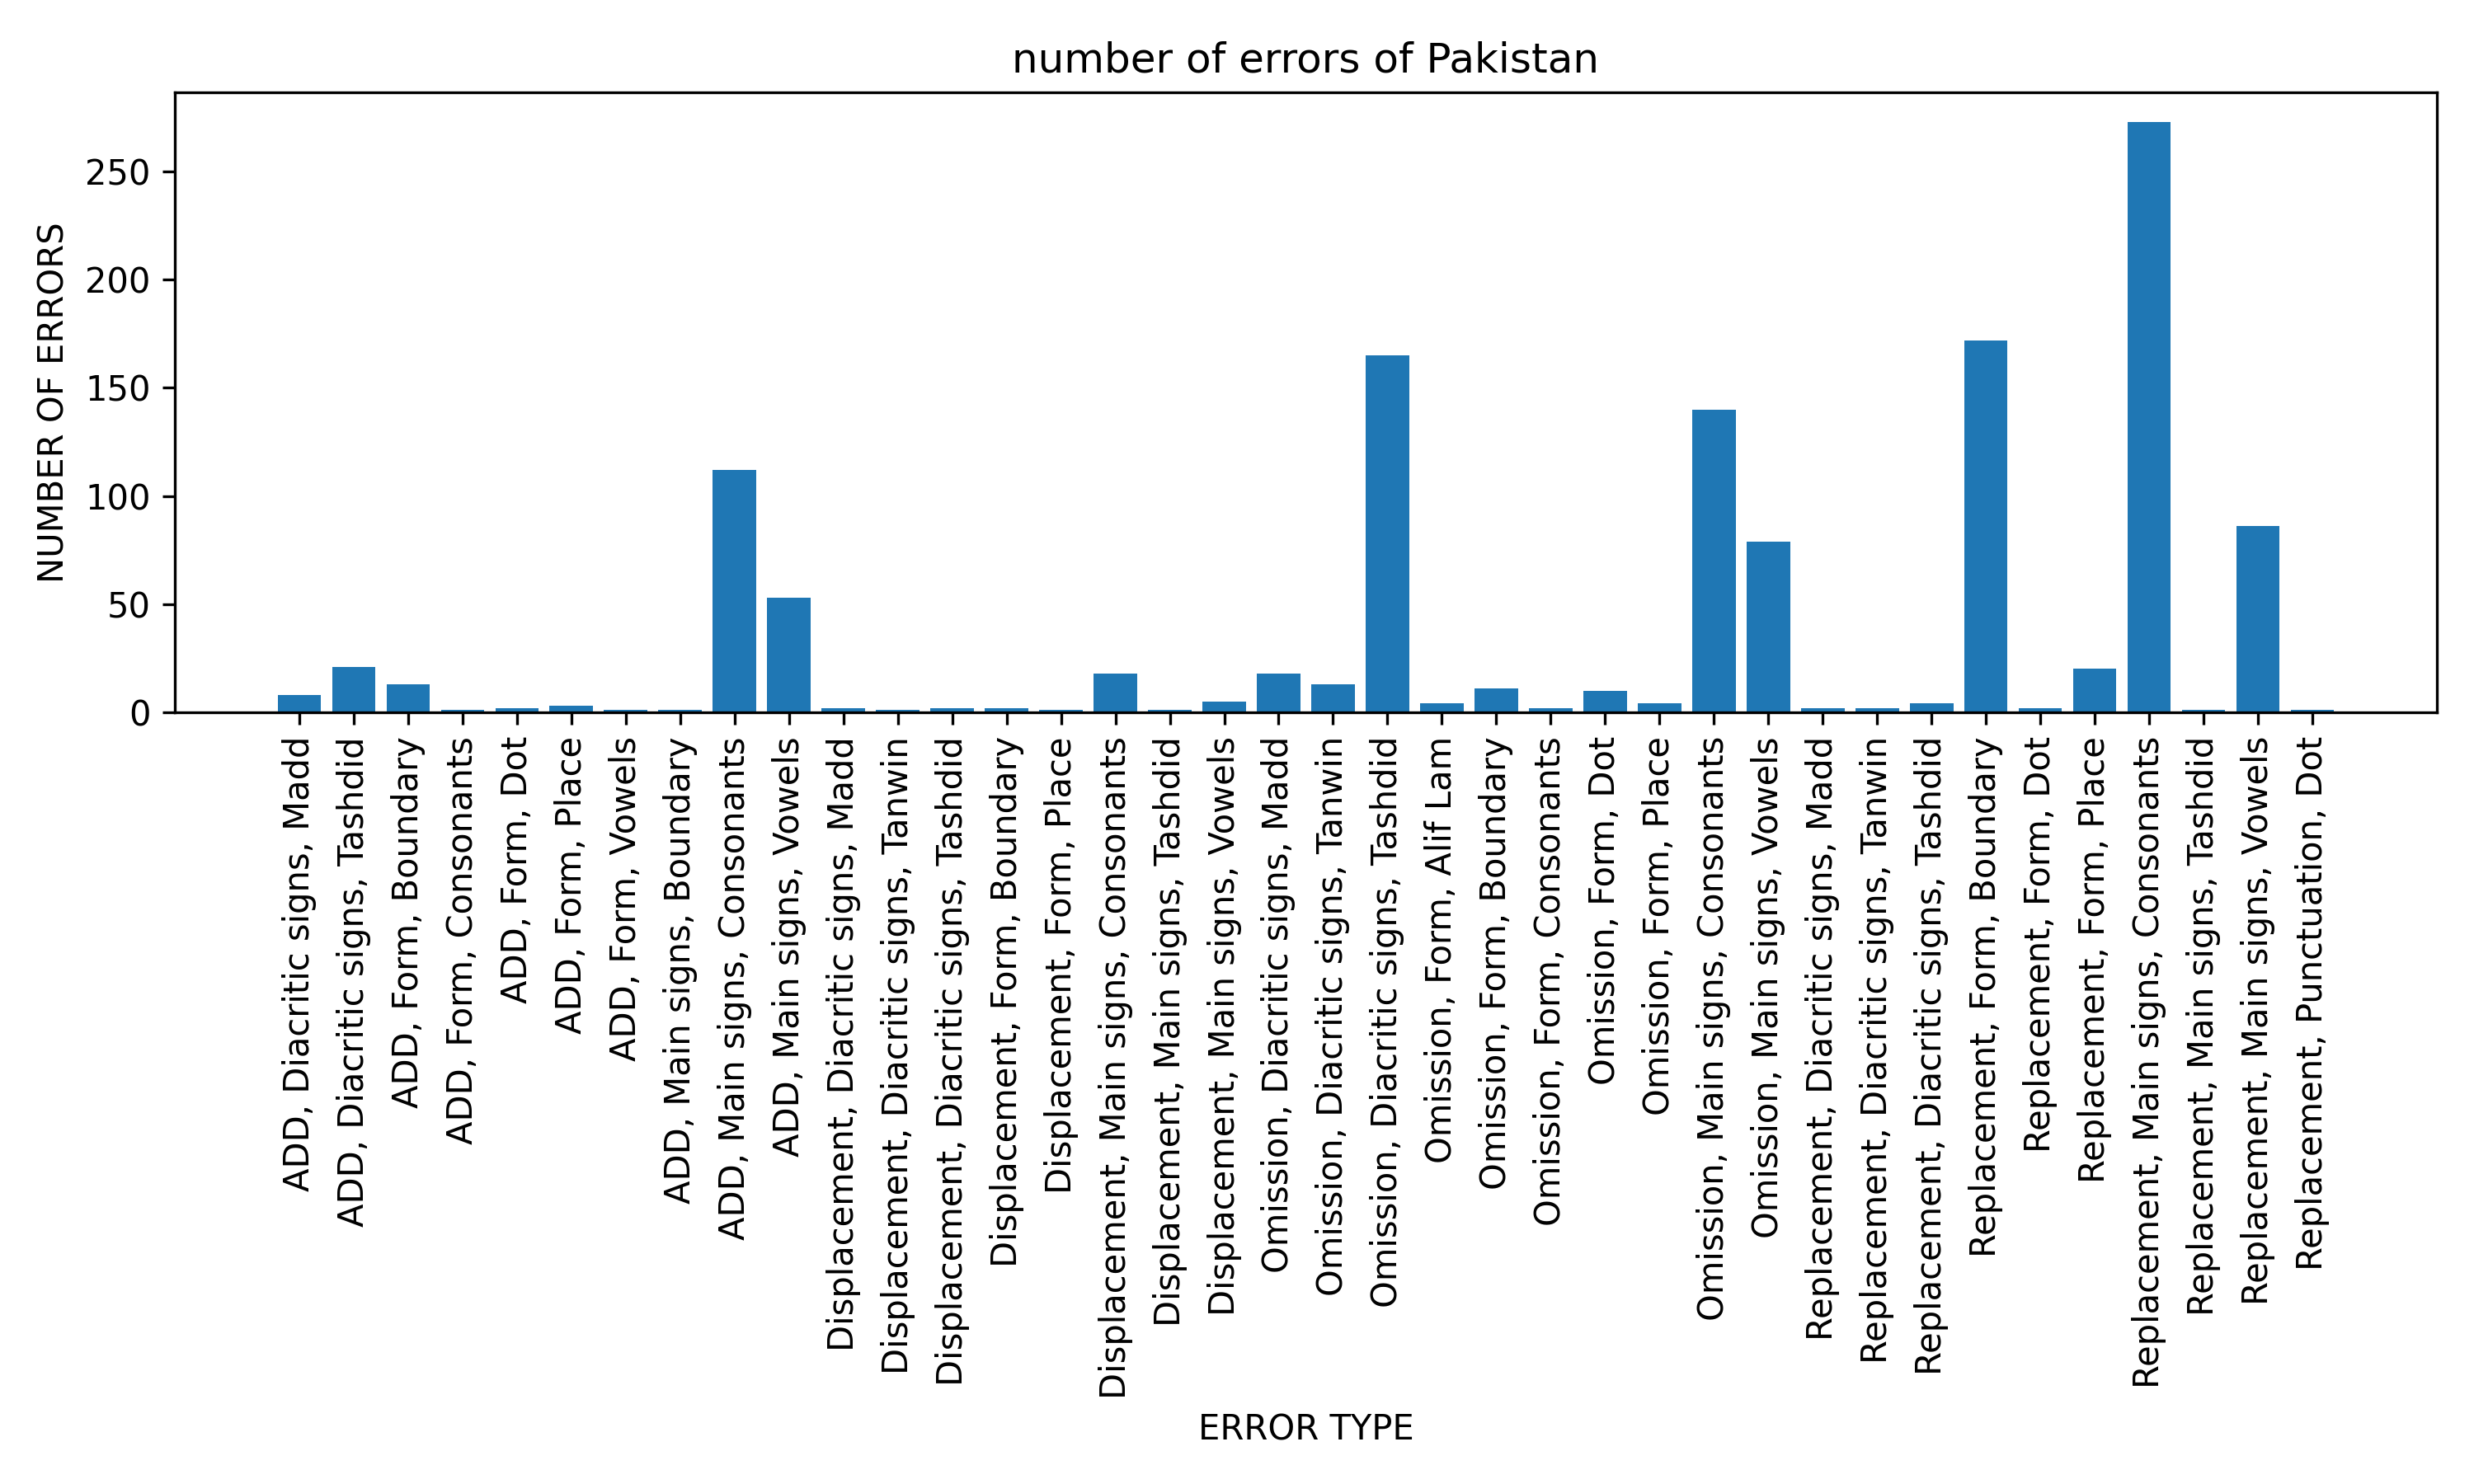 number of errors of Pakistan
NUMBER OF ERRORS
250
200
150
100
50
0
ADD, Diacritic signs, Madd
ADD, Diacritic signs, Tashdid
ADD, Form, Boundary
ADD, Form, Consonants
ADD, Form, Dot
ADD, Form, Place
ADD, Form, Vowels
ADD, Main signs, Boundary
ADD, Main signs, Consonants
ADD, Main signs, Vowels
Displacement, Diacritic signs, Madd
Displacement, Diacritic signs, Tanwin
Displacement, Diacritic signs, Tashdid
Displacement, Form, Boundary
Displacement, Form, Place
Displacement, Main signs, Consonants
Displacement, Main signs, Tashdid
Displacement, Main signs, Vowels
Omission, Diacritic signs, Madd
Omission, Diacritic signs, Tanwin
Omission, Diacritic signs, Tashdid
Omission, Form, Alif Lam
Omission, Form, Boundary
Omission, Form, Consonants
Omission, Form, Dot
Omission, Form, Place
Omission, Main signs, Consonants
Omission, Main signs, Vowels
Replacement, Diacritic signs, Madd
Replacement, Diacritic signs, Tanwin
Replacement, Diacritic signs, Tashdid
Replacement, Form, Boundary
Replacement, Form, Dot
Replacement, Form, Place
Replacement, Main signs, Consonants
Replacement, Main signs, Tashdid
Replacement, Main signs, Vowels
Replacement, Punctuation, Dot
ERROR TYPE